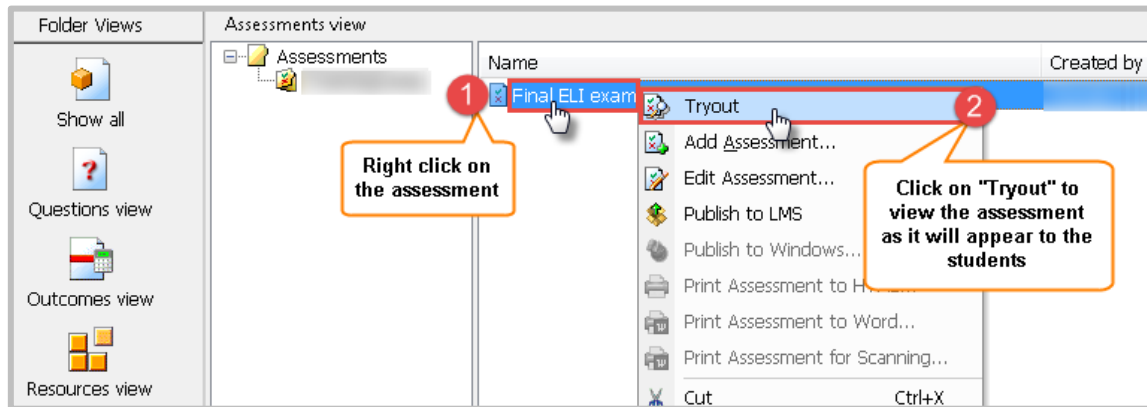 Folder Views
Assessments view
Show all
Questions view
Outcomes view
Resources view
Assessments
Name
Created by
1
Final ELI exam
Right click on
the assessment
Tryout
2
Add Assessment...
Edit Assessment...
Publish to LMS
Publish to Windows...
Print Assessment to
Print Assessment to Word...
Print Assessment for Scanning...
Cut Ctrl+X
Click on "Tryout" to
view the assessment
as it will appear to the
students